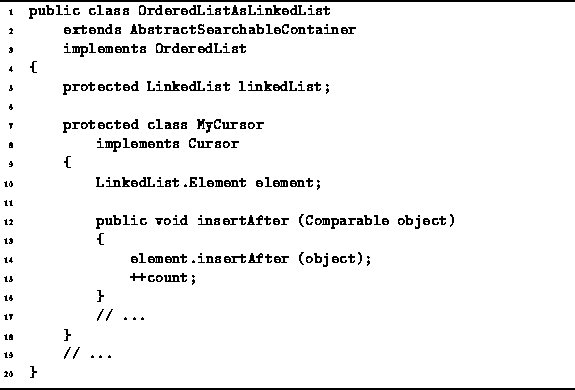 1 public class OrderedListAsLinkedList
2     extends AbstractSearchableContainer
3     implements OrderedList
4 {
5     protected LinkedList linkedList;
6
7     protected class MyCursor
8         implements Cursor
9     {
10         LinkedList.Element element;
11
12         public void insertAfter (Comparable object)
13         {
14             element.insertAfter (object);
15             ++count;
16         }
17         // ...
18     }
19     // ...
20 }